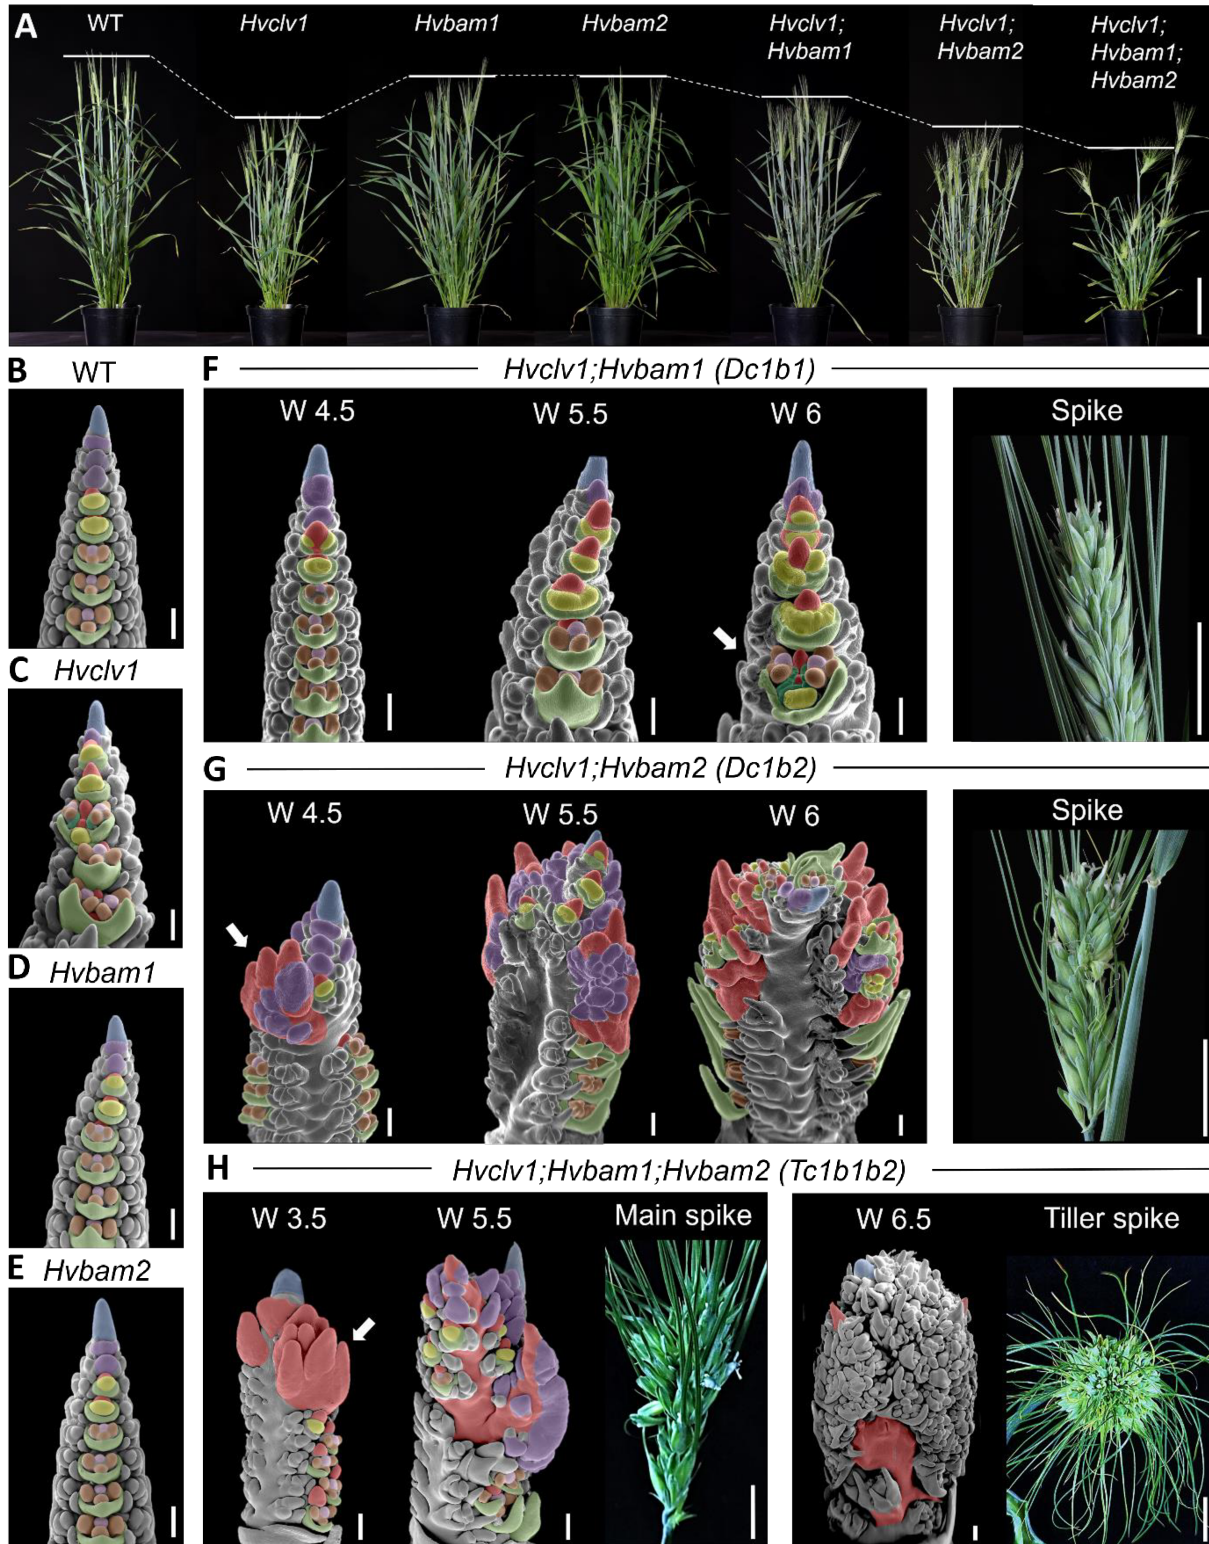 A
WT
Hvclv1
Hvbam1
Hvbam2
Hvclv1;
Hvbam1
Hvclv1;
Hvbam2
Hvclv1;
Hvbam1;
Hvbam2
B
WT
C
Hvclv1
D
Hvbam1
E
Hvbam2
F
Hvclv1;Hvbam1 (Dc1b1)
W 4.5
W 5.5
W 6
Spike
G
Hvclv1;Hvbam2 (Dc1b2)
W 4.5
W 5.5
W 6
Spike
H
Hvclv1;Hvbam1;Hvbam2 (Tc1b1b2)
W 3.5
W 5.5
Main spike
W 6.5
Tiller spike